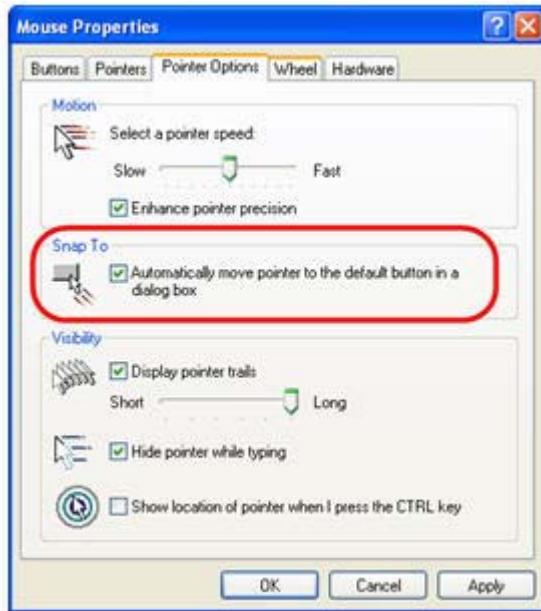 Mouse Properties
Buttons Pointers Pointer Options Wheel Hardware
Motion
Select a pointer speed:
Slow Fast
Enhance pointer precision
Snap To
Automatically move pointer to the default button in a
dialog box
Visibility
Display pointer trails
Short Long
Hide pointer while typing
Show location of pointer when I press the CTRL key
OK Cancel Apply